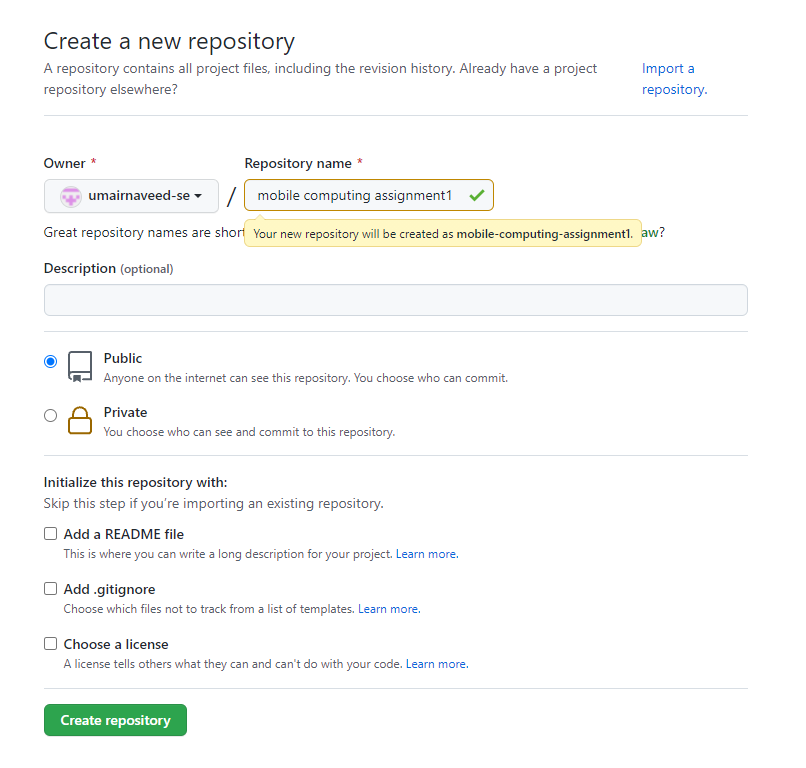 Create a new repository
A repository contains all project files, including the revision history. Already have a project
repository elsewhere?
Import a
repository.
Owner *
Repository name *
umairnaveed-se
/
mobile computing assignment1
Great repository names are short
Your new repository will be created as mobile-computing-assignment1.
aw?
Description (optional)
Public
Anyone on the internet can see this repository. You choose who can commit.
Private
You choose who can see and commit to this repository.
Initialize this repository with:
Skip this step if you're importing an existing repository.
Add a README file
This is where you can write a long description for your project. Learn more.
Add .gitignore
Choose which files not to track from a list of templates. Learn more.
Choose a license
A license tells others what they can and can't do with your code. Learn more.
Create repository